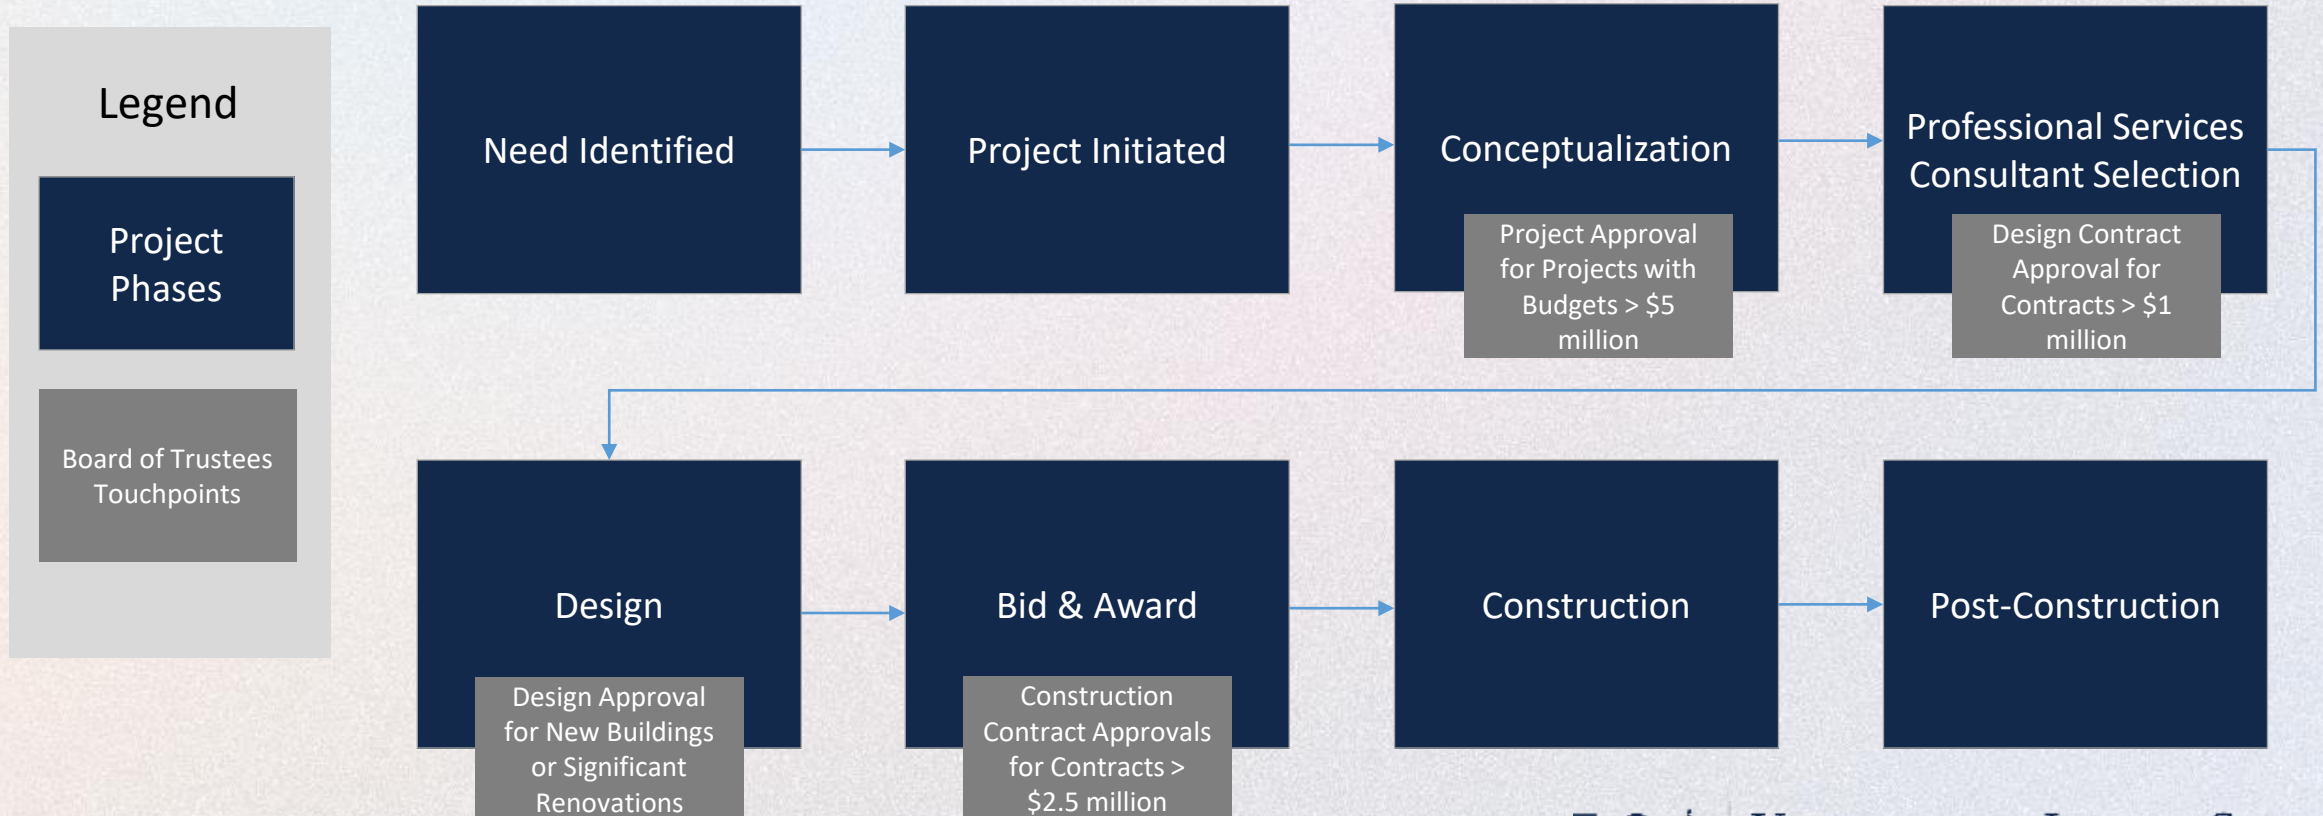 Legend
Project
Phases
Board of Trustees
Touchpoints
Need Identified
Project Initiated
Conceptualization
Project Approval
for Projects with
Budgets > $5
million
Professional Services
Consultant Selection
Design Contract
Approval for
Contracts > $1
million
Design
Design Approval
for New Buildings
or Significant
Renovations
Bid & Award
Construction
Contract Approvals
for Contracts >
$2.5 million
Construction
Post-Construction